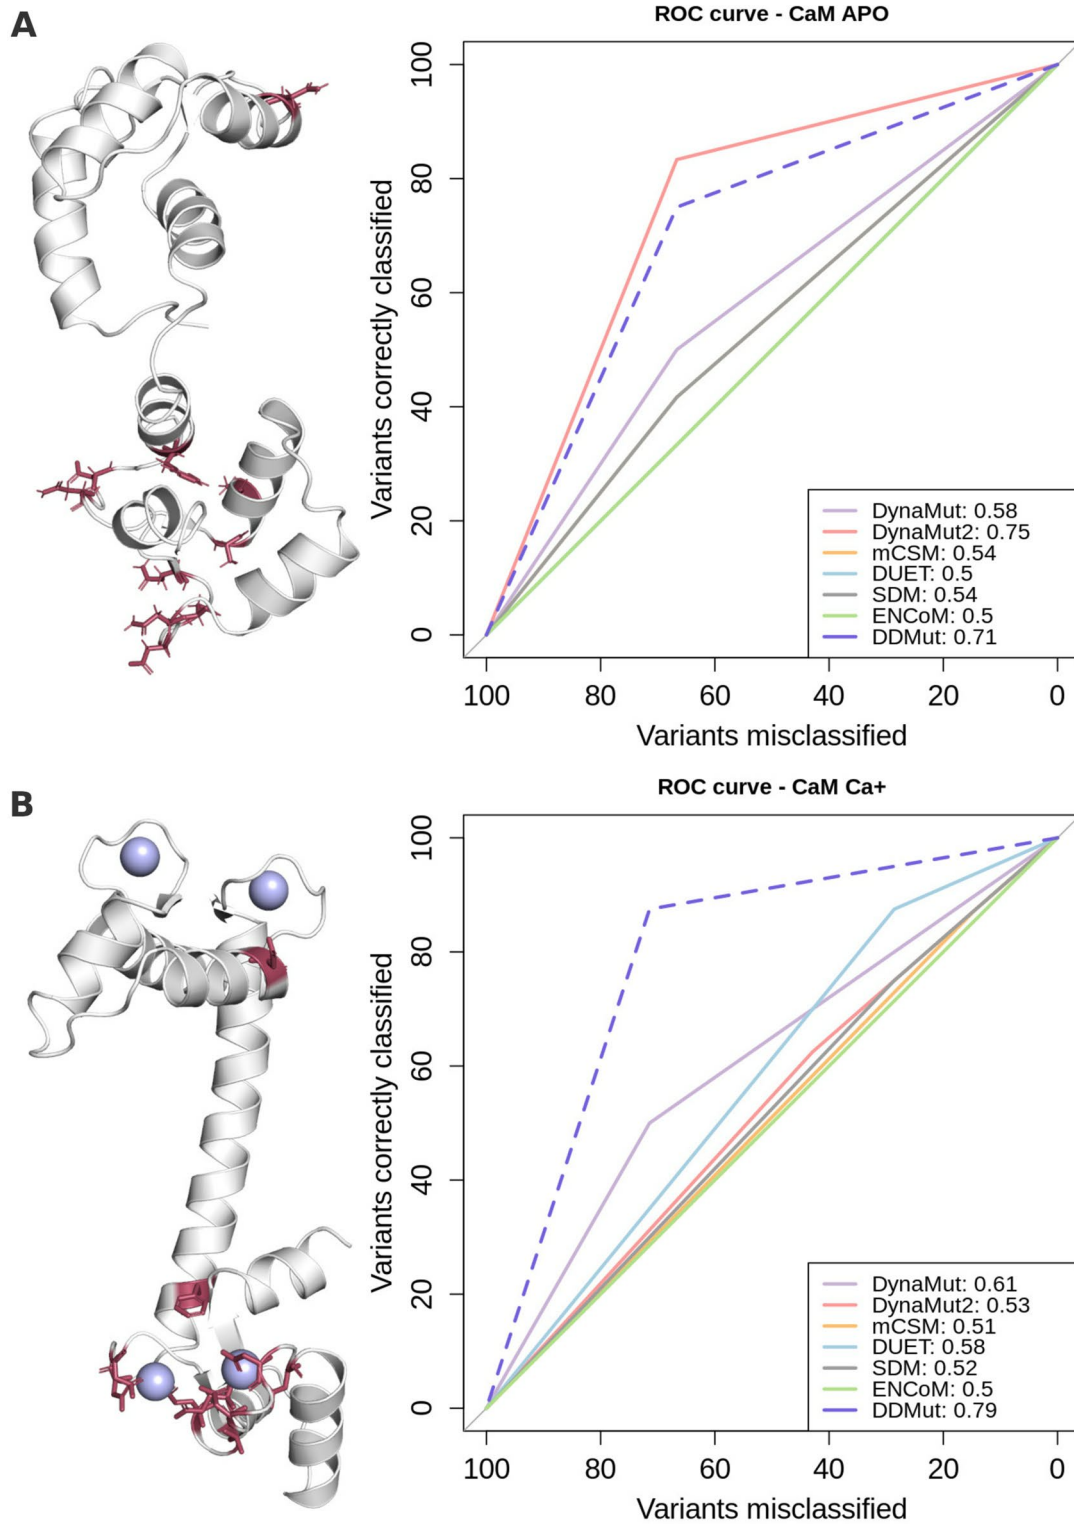 A
ROC curve - CaM APO
Variants correctly classified
100
80
60
40
20
0
DynaMut: 0.58
DynaMut2: 0.75
mCSM: 0.54
DUET: 0.5
SDM: 0.54
ENCoM: 0.5
DDMut: 0.71
100 80 60 40 20 0
Variants misclassified
B
ROC curve - CaM Ca+
Variants correctly classified
100
80
60
40
20
0
DynaMut: 0.61
DynaMut2: 0.53
mCSM: 0.51
DUET: 0.58
SDM: 0.52
ENCoM: 0.5
DDMut: 0.79
100 80 60 40 20 0
Variants misclassified